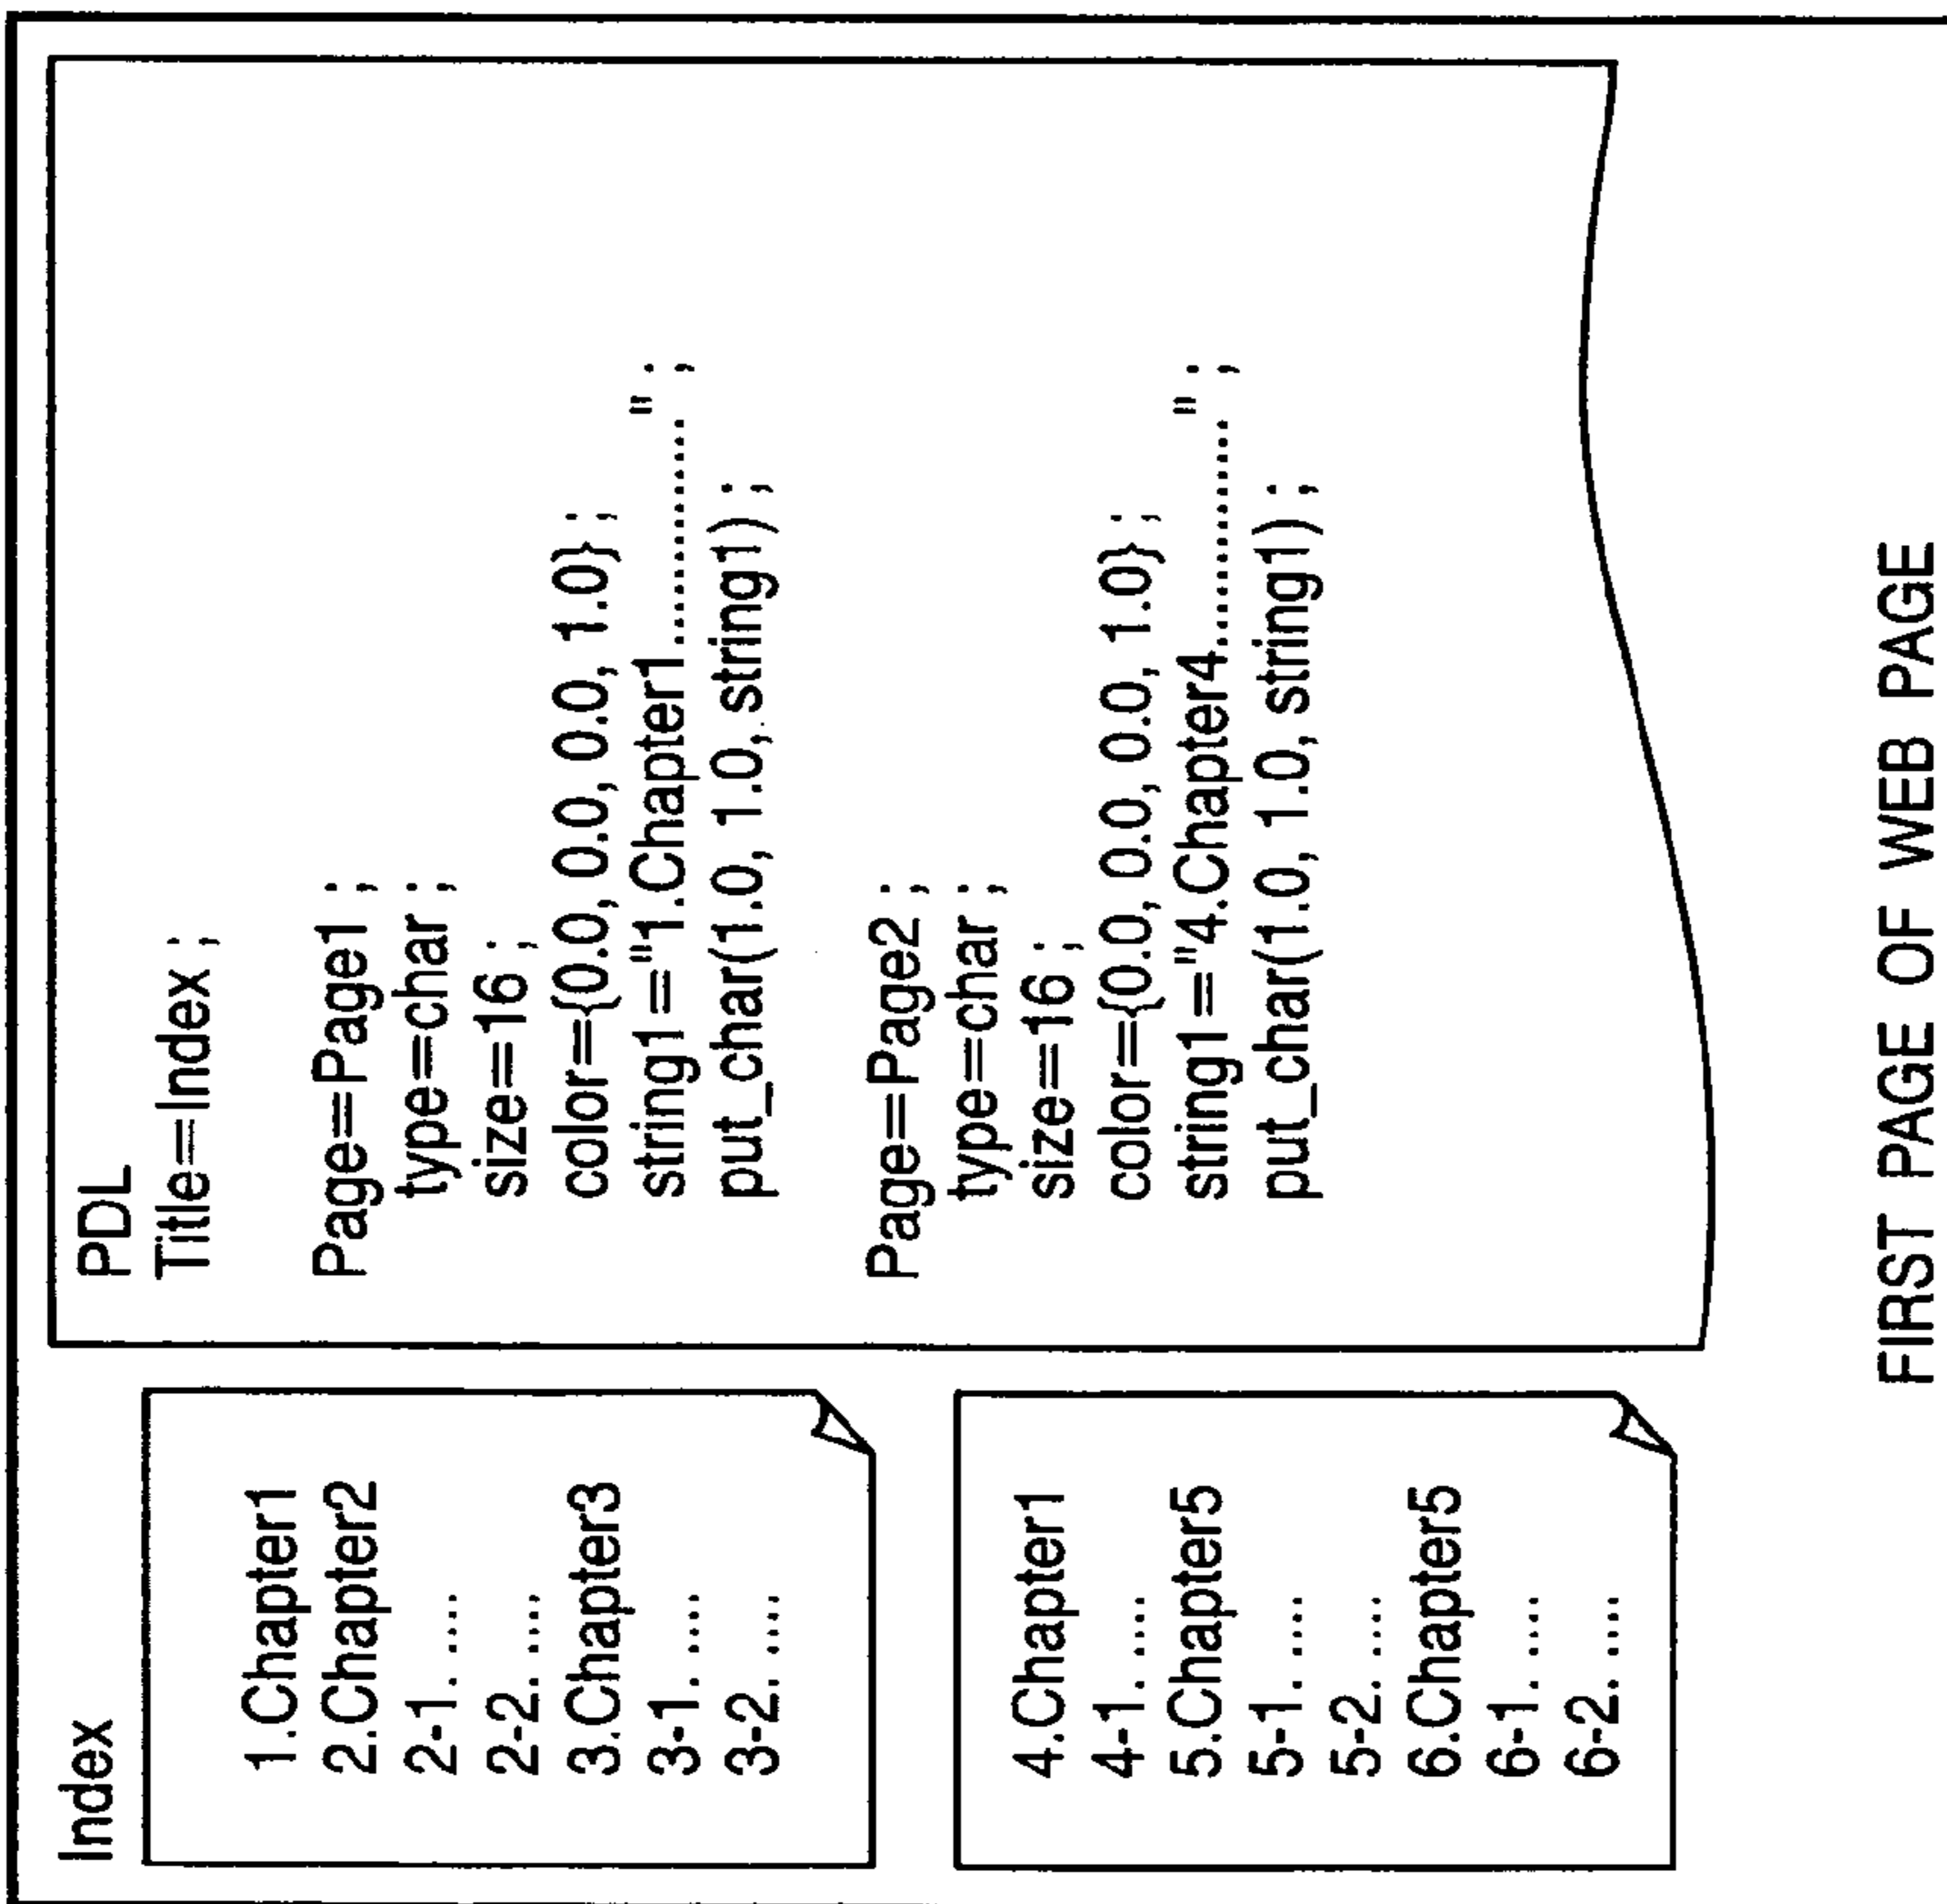 Index
1.Chapter1
2.Chapter2
2-1. ....
2-2. ....
3.Chapter3
3-1. ....
3-2. ....
4.Chapter1
4-1. ....
5.Chapter5
5-1. ....
5-2. ....
6.Chapter5
6-1. ....
6-2. ....
PDL
Title=Index ;
Page=Page1 ;
type=char ;
size=16 ;
color={0.0, 0.0, 0.0, 1.0} ;
string1="1.Chapter1............." ;
put_char(1.0, 1.0, string1) ;
Page=Page2 ;
type=char ;
size=16 ;
color={0.0, 0.0, 0.0, 1.0} ;
string1="4.Chapter4............." ;
put_char(1.0, 1.0, string1) ;
FIRST PAGE OF WEB PAGE